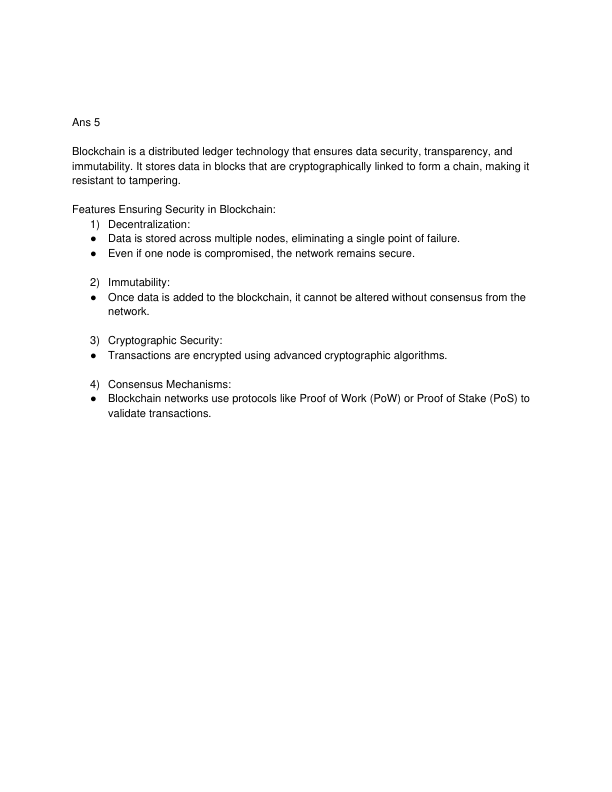 Ans 5
Blockchain is a distributed ledger technology that ensures data security, transparency, and
immutability. It stores data in blocks that are cryptographically linked to form a chain, making it
resistant to tampering.
Features Ensuring Security in Blockchain:
1) Decentralization:
● Data is stored across multiple nodes, eliminating a single point of failure.
● Even if one node is compromised, the network remains secure.
2) Immutability:
● Once data is added to the blockchain, it cannot be altered without consensus from the
network.
3) Cryptographic Security:
● Transactions are encrypted using advanced cryptographic algorithms.
4) Consensus Mechanisms:
● Blockchain networks use protocols like Proof of Work (PoW) or Proof of Stake (PoS) to
validate transactions.